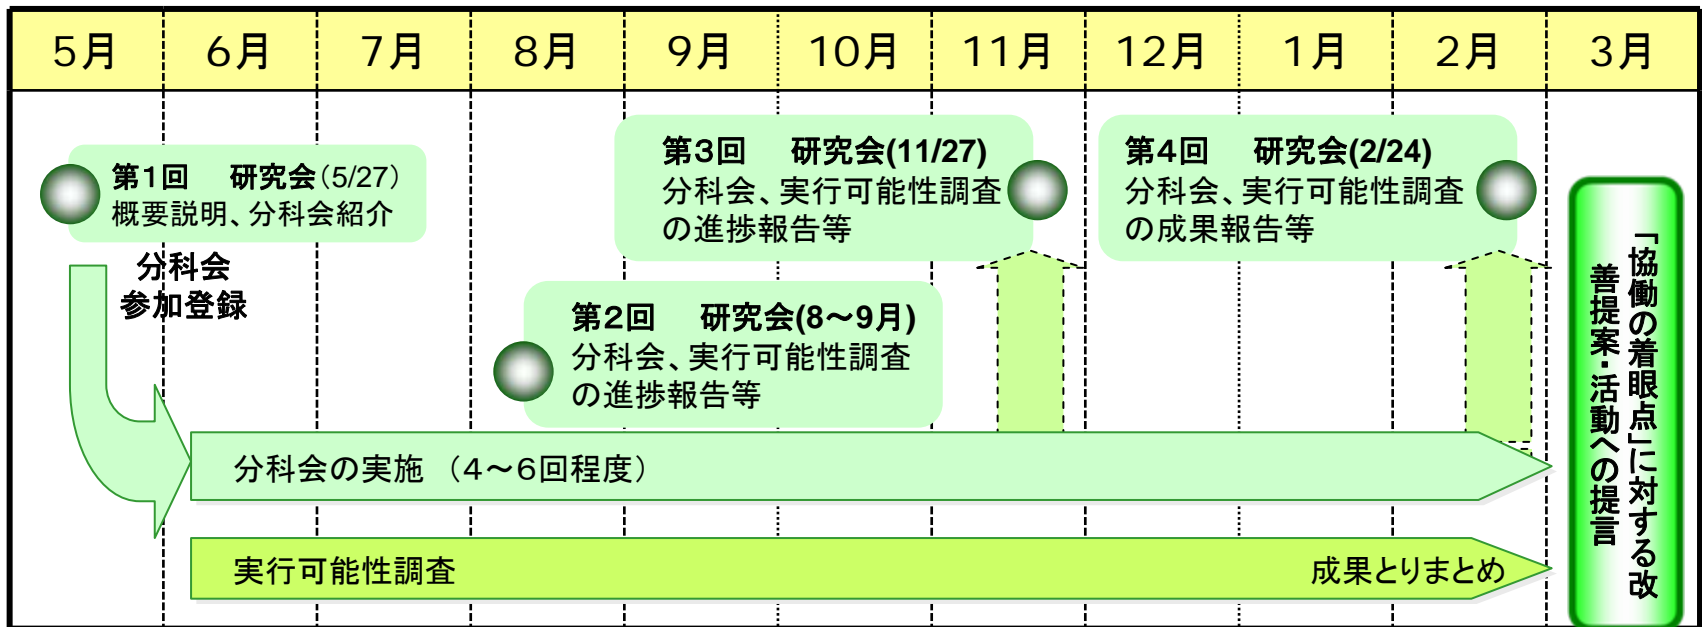 5月 6月 7月 8月 9月 10月 11月 12月 1月 2月 3月
第1回 研究会(5/27)
概要説明、分科会紹介
分科会
参加登録
第2回 研究会(8～9月)
分科会、実行可能性調査
の進捗報告等
第3回 研究会(11/27)
分科会、実行可能性調査
の進捗報告等
第4回 研究会(2/24)
分科会、実行可能性調査
の成果報告等
分科会の実施 （4～6回程度）
実行可能性調査 成果とりまとめ
「協働の着眼点」に対する改
善提案・活動への提言